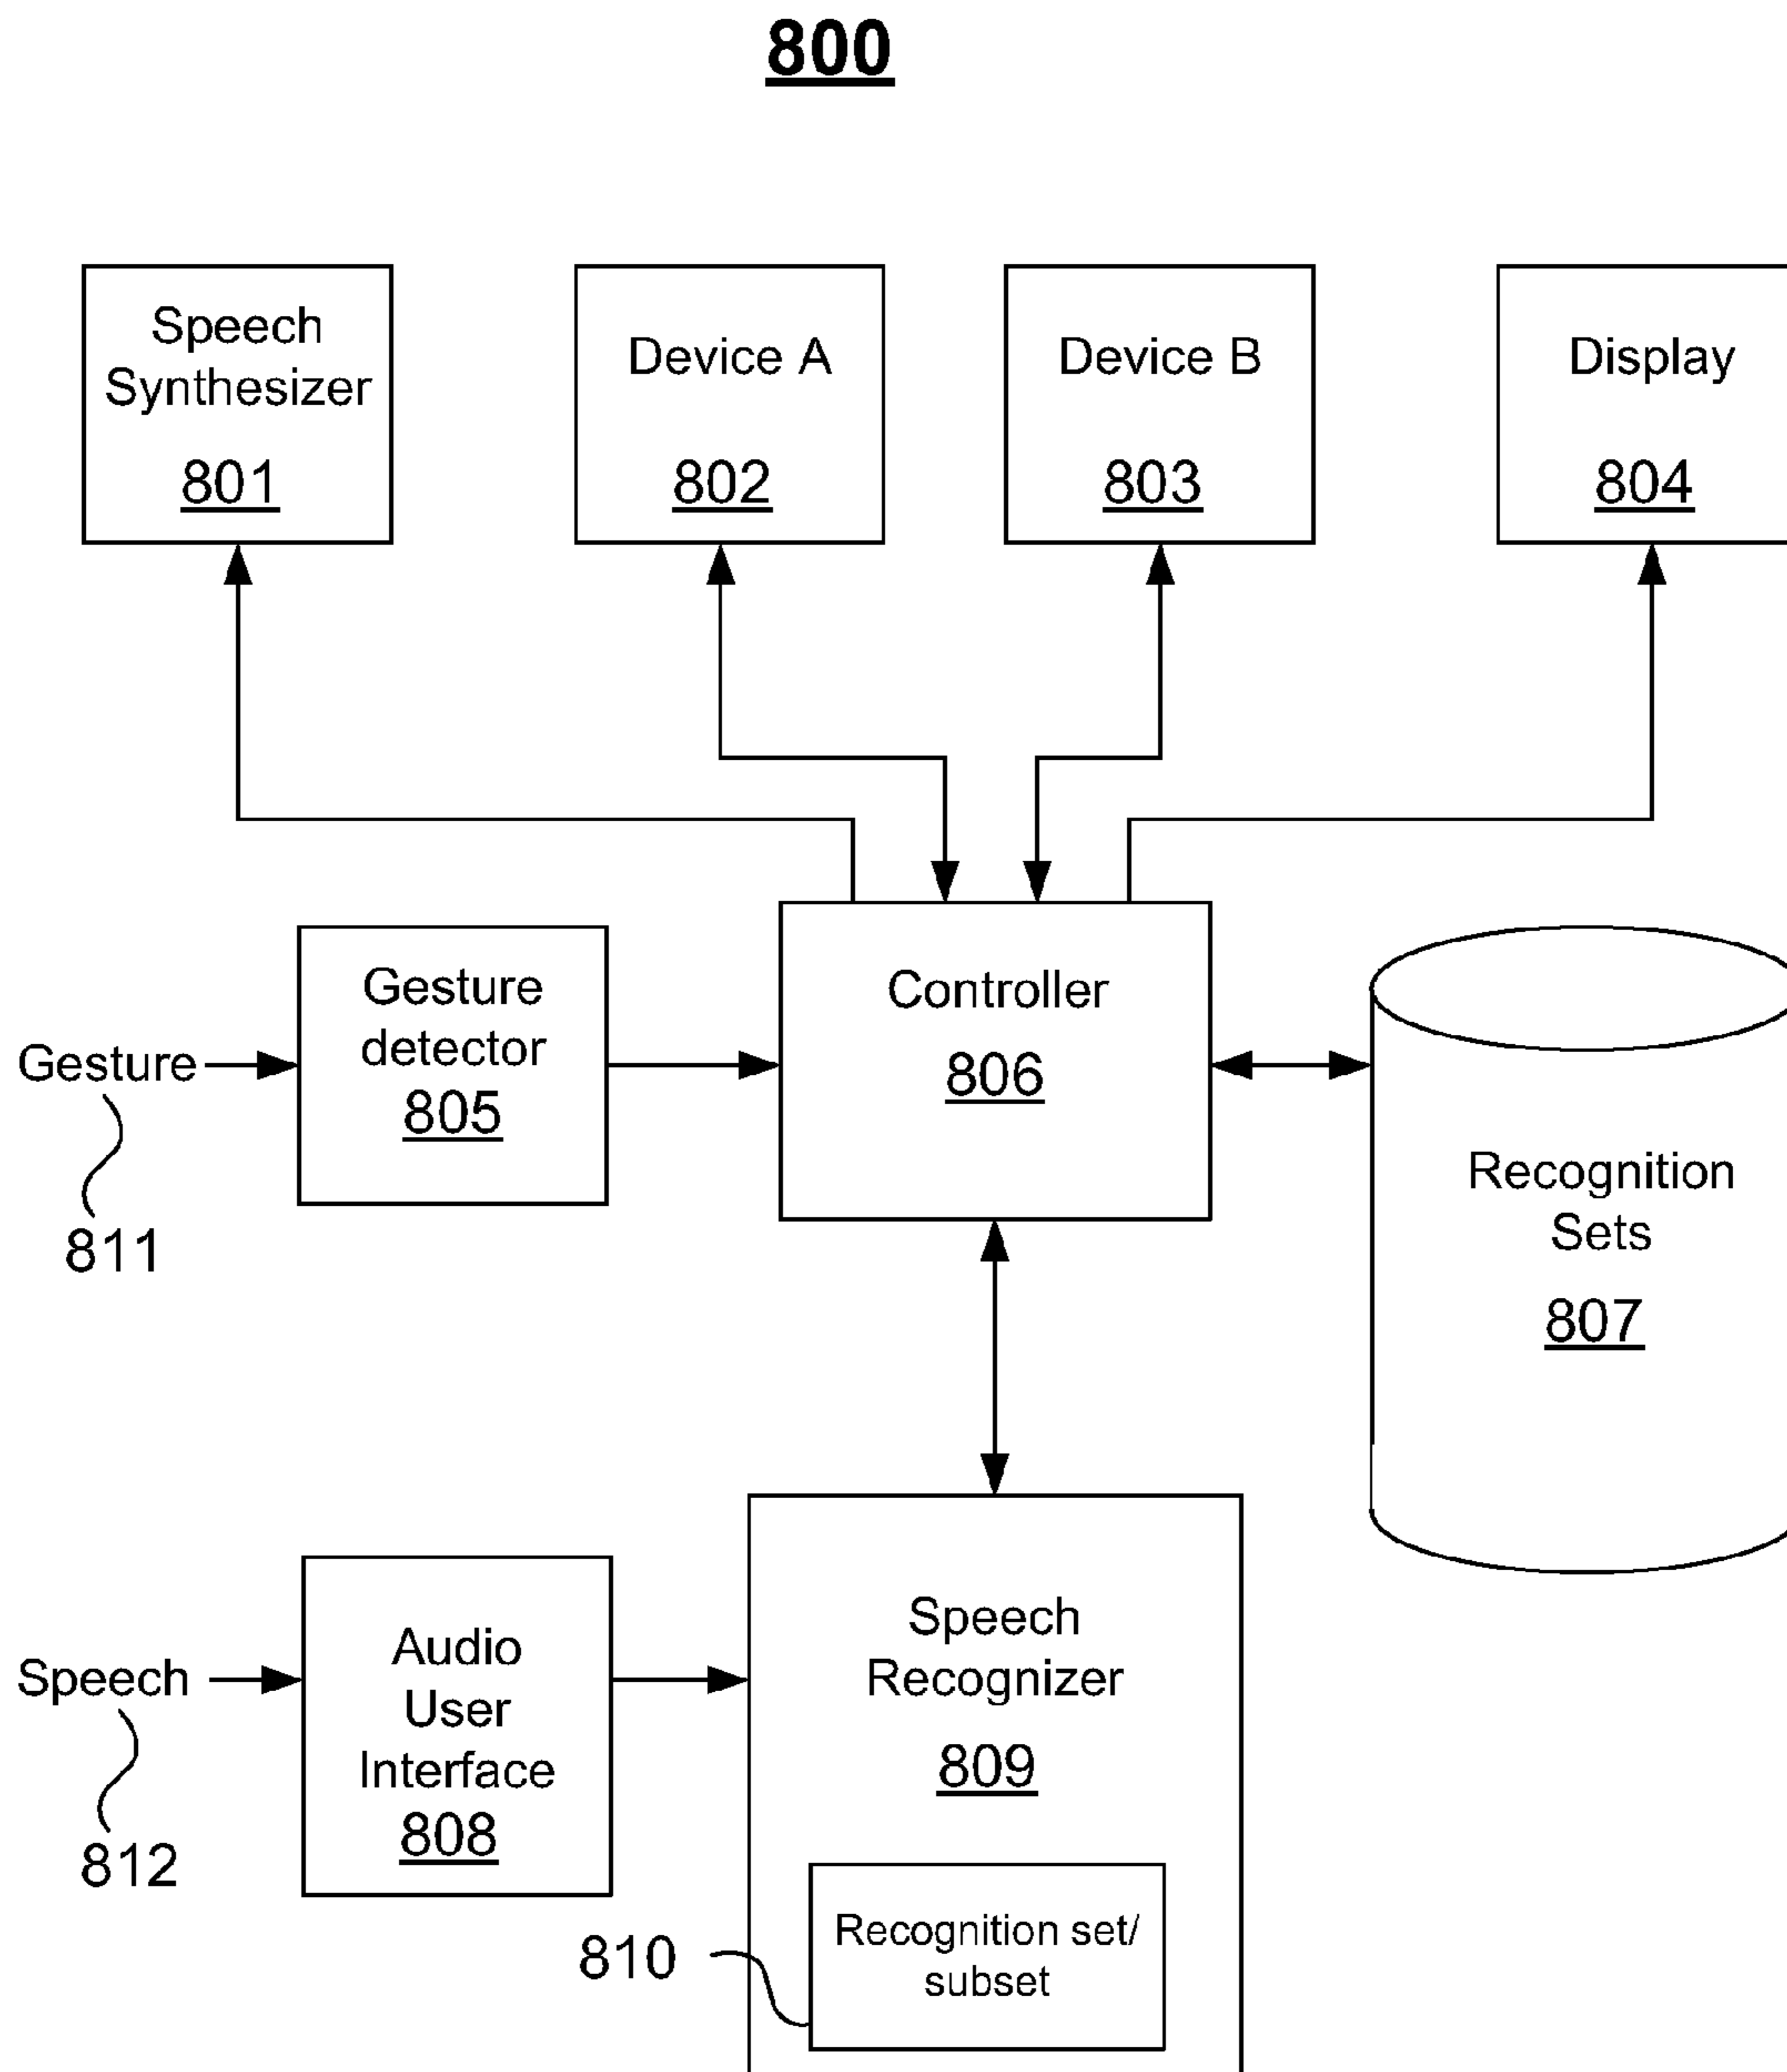 800
Speech
Synthesizer
801
Device A
802
Device B
803
Display
804
Gesture
811
Gesture
detector
805
Controller
806
Recognition
Sets
807
Speech
812
Audio
User
Interface
808
Speech
Recognizer
809
810
Recognition set/
subset